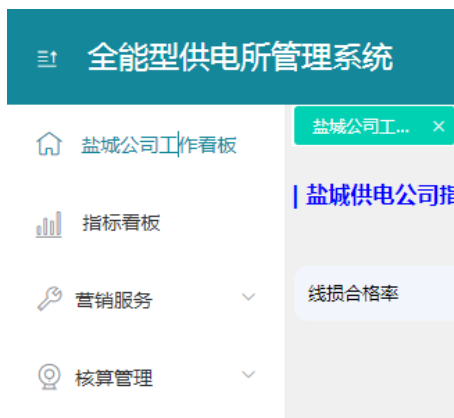 全能型供电所管理系统
盐城公司工作看板
盐城公司工... ×
指标看板
盐城供电公司指
营销服务
线损合格率
核算管理